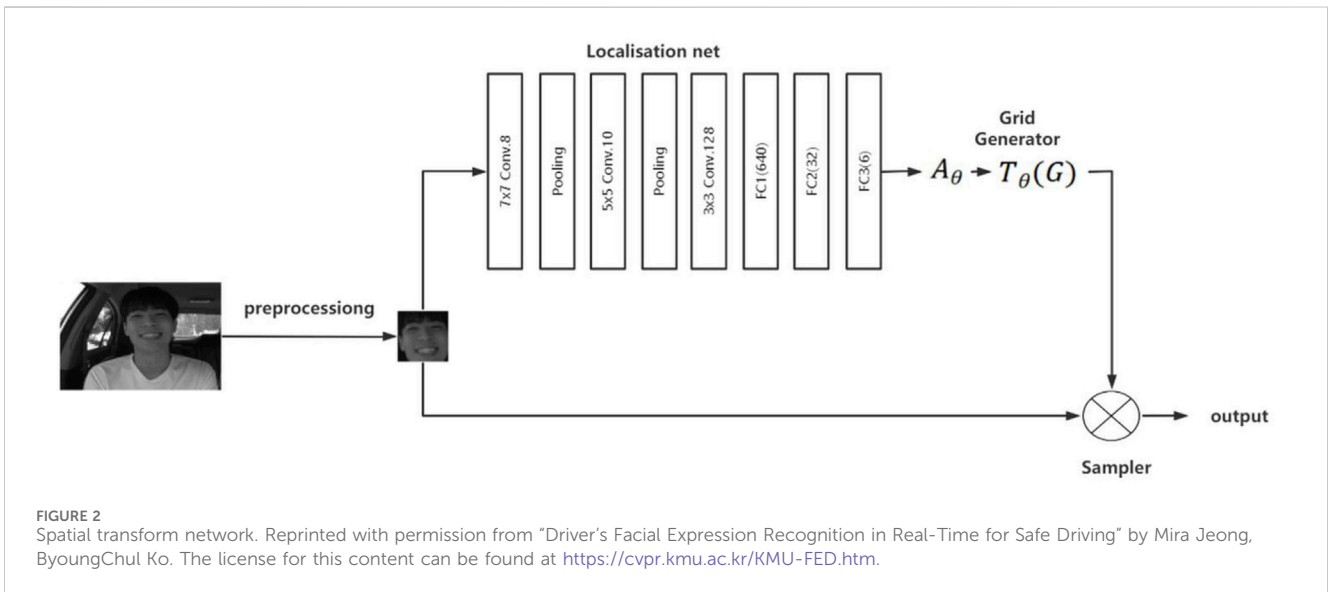 Localisation net
7x7 Conv.8
Pooling
5x5 Conv.10
Pooling
3x3 Conv.128
FC1(640)
FC2(32)
FC3(6)
Grid
Generator
A_θ → T_θ(G)
preprocessiong
output
Sampler
FIGURE 2
Spatial transform network. Reprinted with permission from “Driver’s Facial Expression Recognition in Real-Time for Safe Driving” by Mira Jeong,
ByoungChul Ko. The license for this content can be found at https://cvpr.kmu.ac.kr/KMU-FED.htm.